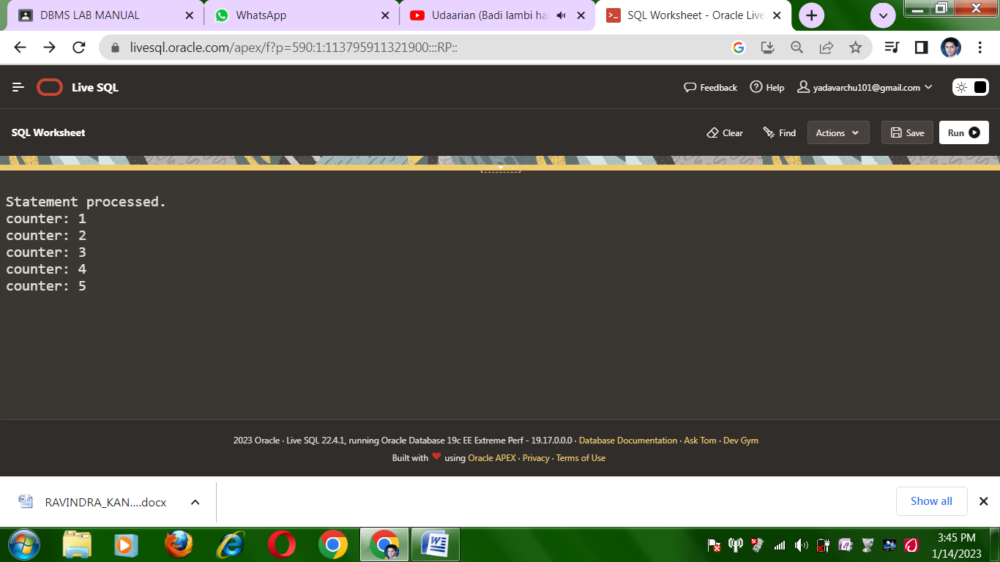 DBMS LAB MANUAL
WhatsApp
Udaarian (Badi lambi ha
SQL Worksheet - Oracle Live
livesql.oracle.com/apex/f?p=590:1:113795911321900:::RP::
Live SQL
Feedback
Help
yadavarchu101@gmail.com
SQL Worksheet
Clear
Find
Actions
Save
Run
Statement processed.
counter: 1
counter: 2
counter: 3
counter: 4
counter: 5
2023 Oracle · Live SQL 22.4.1, running Oracle Database 19c EE Extreme Perf - 19.17.0.0.0 · Database Documentation · Ask Tom · Dev Gym
Built with ❤ using Oracle APEX · Privacy · Terms of Use
RAVINDRA_KAN....docx
Show all
3:45 PM
1/14/2023